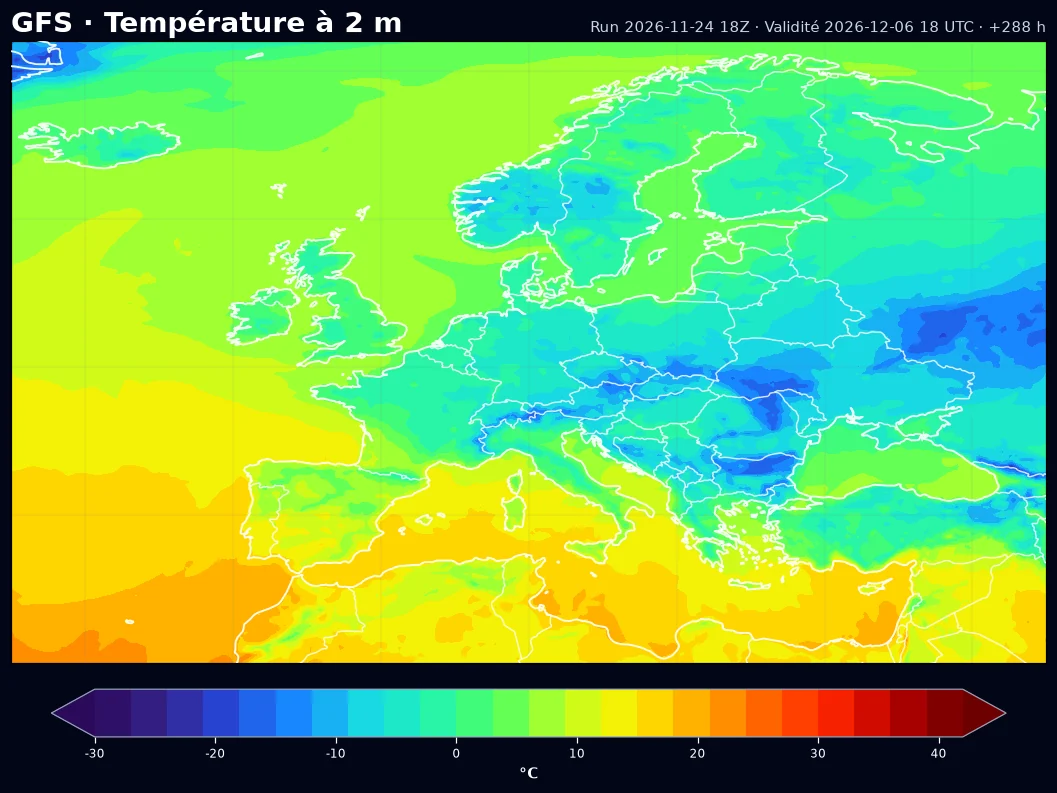 GFS · Température à 2 m
Run 2026-11-24 18Z · Validité 2026-12-06 18 UTC · +288 h
-30 -20 -10 0 10 20 30 40
°C